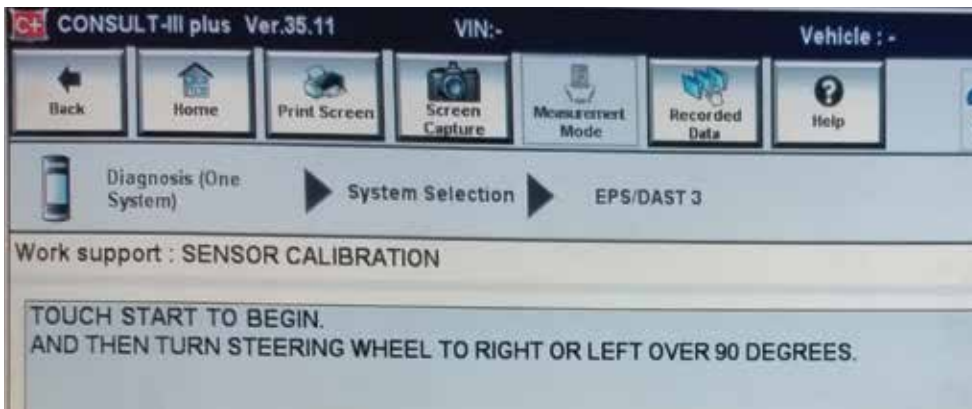 C+ CONSULT-III plus Ver.35.11 VIN:- Vehicle : -
Back Home Print Screen Screen Capture Measurement Mode Recorded Data Help
Diagnosis (One System) System Selection EPS/DAST 3
Work support : SENSOR CALIBRATION
TOUCH START TO BEGIN.
AND THEN TURN STEERING WHEEL TO RIGHT OR LEFT OVER 90 DEGREES.